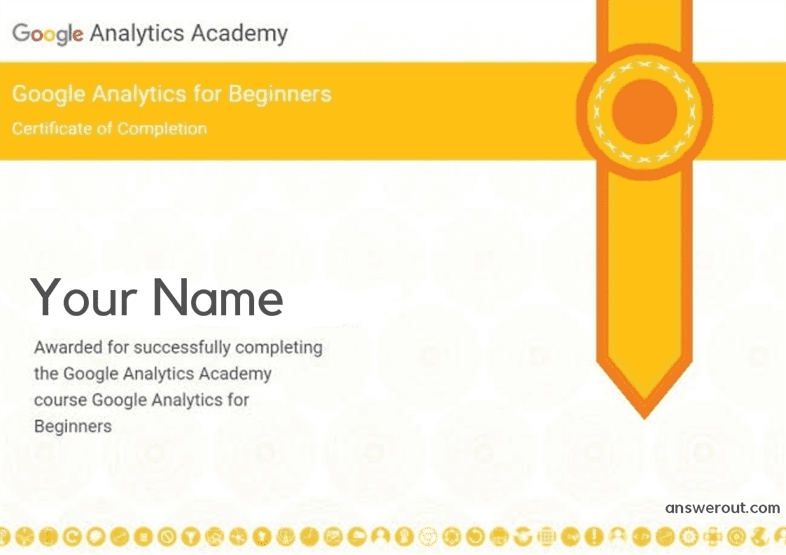 Google Analytics Academy
Google Analytics for Beginners
Certificate of Completion
Your Name
Awarded for successfully completing
the Google Analytics Academy
course Google Analytics for
Beginners
answerout.com